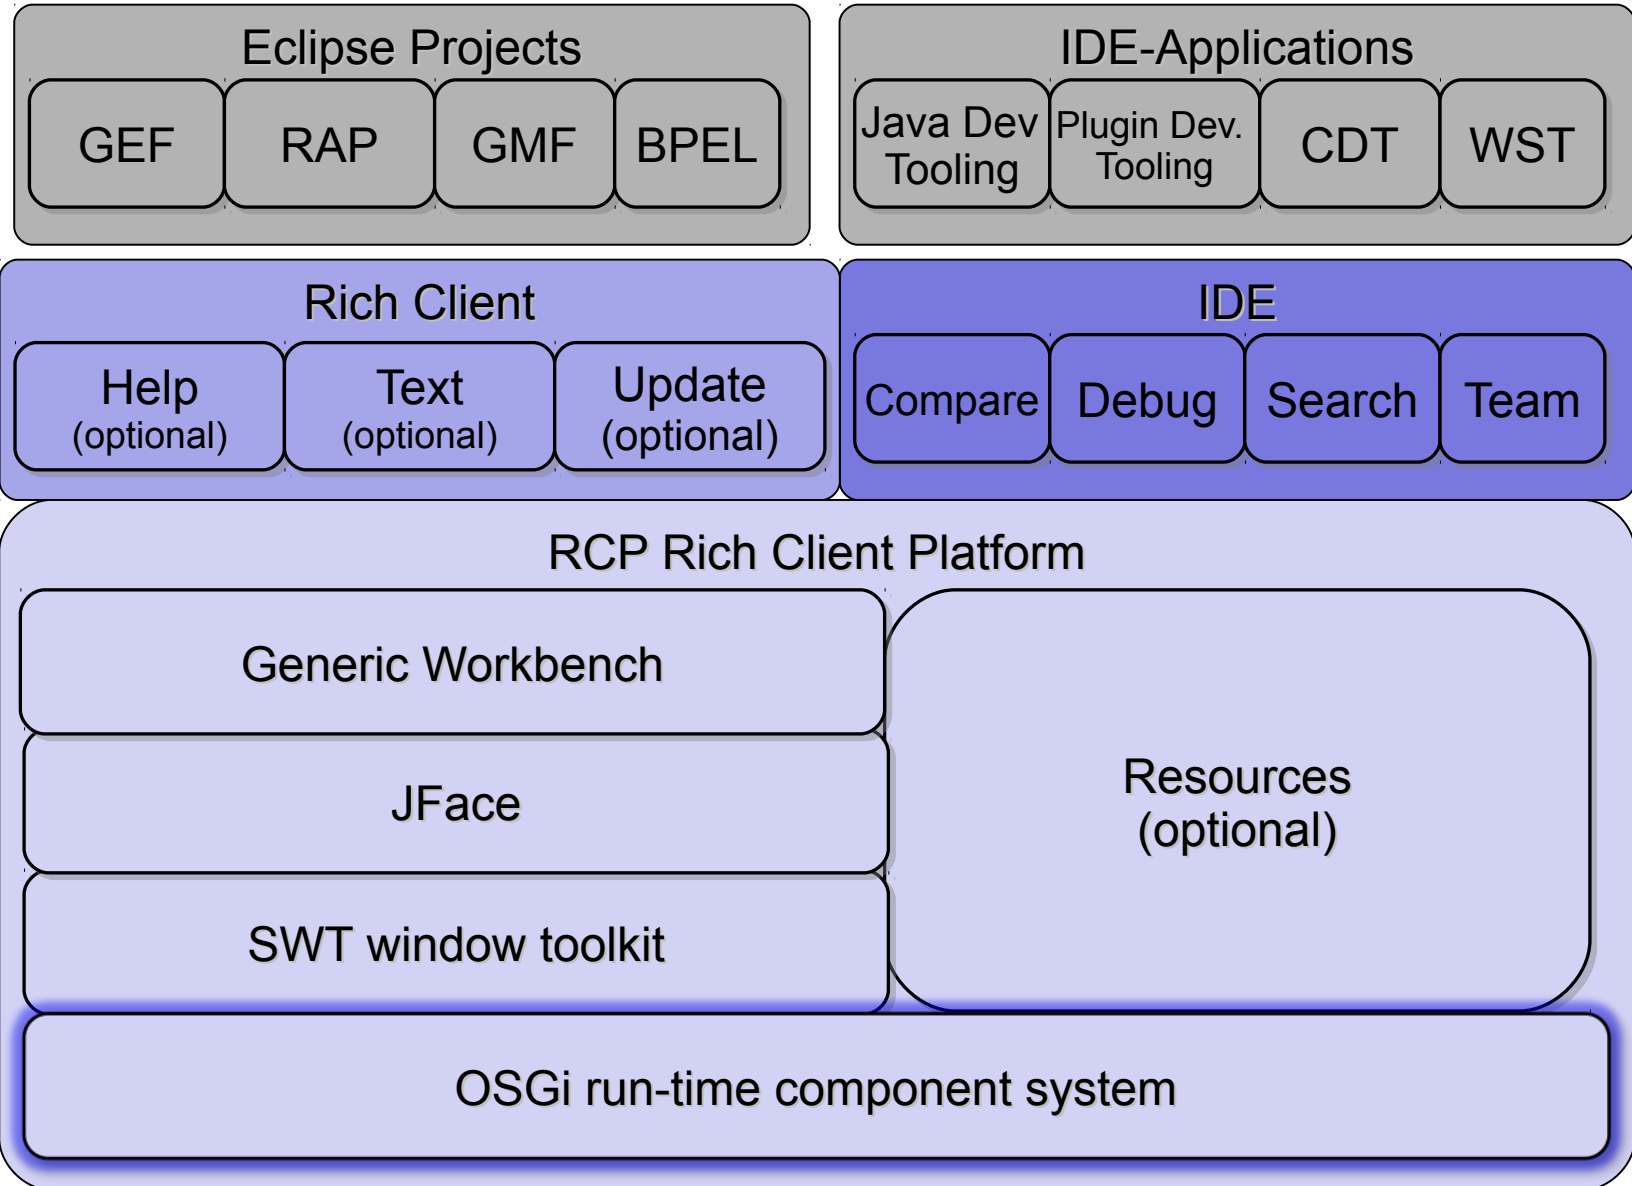 Eclipse Projects
GEF
RAP
GMF
BPEL
IDE-Applications
Java Dev
Tooling
Plugin Dev.
Tooling
CDT
WST
Rich Client
Help
(optional)
Text
(optional)
Update
(optional)
IDE
Compare
Debug
Search
Team
RCP Rich Client Platform
Generic Workbench
JFace
SWT window toolkit
Resources
(optional)
OSGi run-time component system